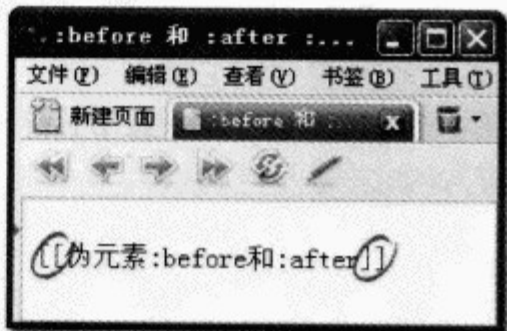 :before 和 :after :...
文件(F) 编辑(E) 查看(V) 书签(B) 工具(T)
新建页面 :before 和 :... x
[[伪元素:before和:after]]